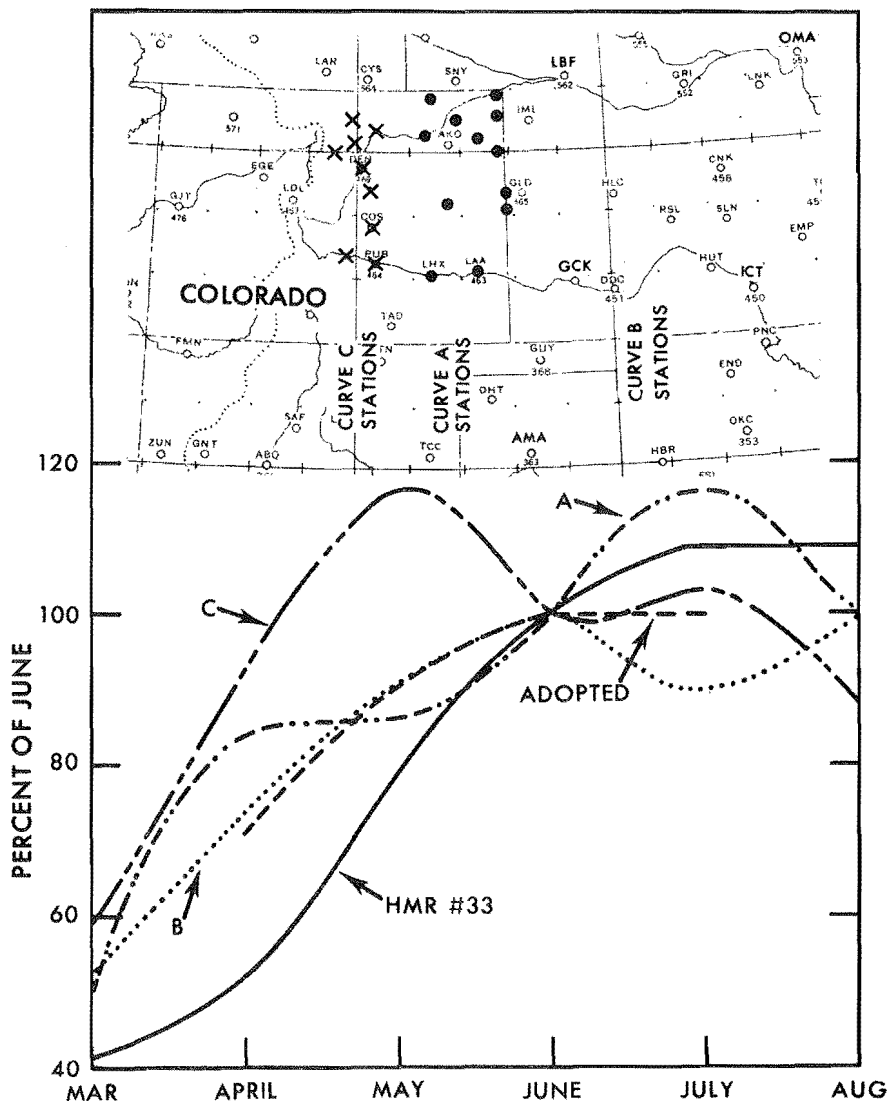 OMA
553
LAR
CYS
564
SNY
LBF
562
GRI
552
LNK
IML
AKO
571
DEN
EGE
CNK
458
GJT
476
LDL
GLD
465
HLC
COS
RSL
SLN
EMP
PUB
464
LHX
LAA
463
GCK
DDC
451
HUT
ICT
450
COLORADO
TAD
FMN
GUY
368
PNC
END
DHT
CURVE C
STATIONS
CURVE A
STATIONS
CURVE B
STATIONS
SAF
OKC
353
ZUN
GNT
ABQ
TCC
AMA
363
HBR
120
A
C
100
ADOPTED
80
HMR #33
B
60
40
PERCENT OF JUNE
MAR
APRIL
MAY
JUNE
JULY
AUG